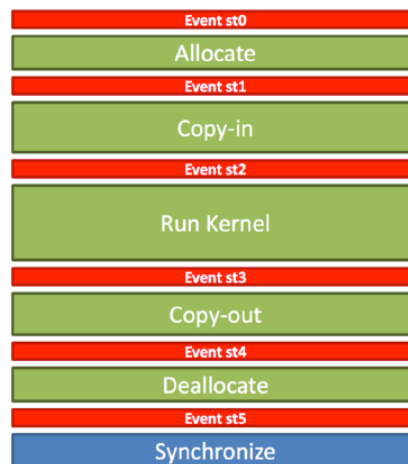 Event st0
Allocate
Event st1
Copy-in
Event st2
Run Kernel
Event st3
Copy-out
Event st4
Deallocate
Event st5
Synchronize